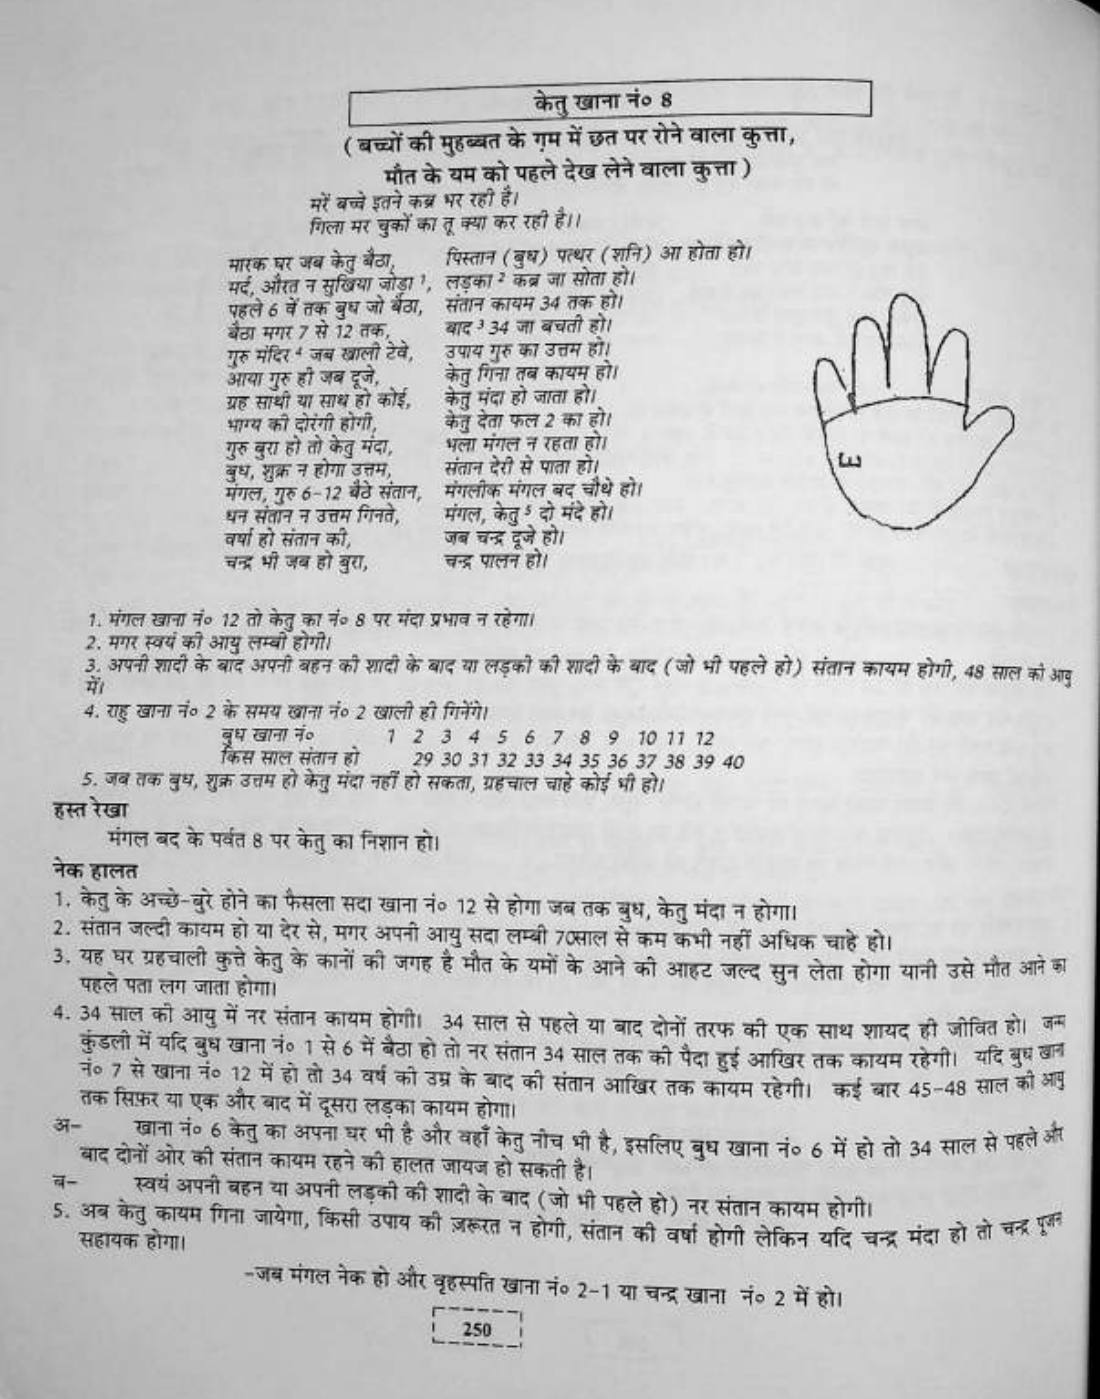 केतु खाना नं० 8
( बच्चों की मुहब्बत के ग़म में छत पर रोने वाला कुत्ता,
मौत के यम को पहले देख लेने वाला कुत्ता )
मरें बच्चे इतने कब्र भर रही है।
गिला मर चुकों का तू क्या कर रही है।।
मारक घर जब केतु बैठा, पिस्तान (बुध) पत्थर (शनि) आ होता हो।
मर्द, औरत न सुखिया जोड़ा ¹, लड़का ² कब्र जा सोता हो।
पहले 6 वें तक बुध जो बैठा, संतान कायम 34 तक हो।
बैठा मगर 7 से 12 तक, बाद ³ 34 जा बचती हो।
गुरु मंदिर ⁴ जब खाली टेवे, उपाय गुरु का उत्तम हो।
आया गुरु ही जब दूजे, केतु गिना तब कायम हो।
ग्रह साथी या साथ हो कोई, केतु मंदा हो जाता हो।
भाग्य की दोरंगी होगी, केतु देता फल 2 का हो।
गुरु बुरा हो तो केतु मंदा, भला मंगल न रहता हो।
बुध, शुक्र न होगा उत्तम, संतान देरी से पाता हो।
मंगल, गुरु 6-12 बैठे संतान, मंगलीक मंगल बद चौथे हो।
धन संतान न उत्तम गिनते, मंगल, केतु ⁵ दो मंदे हो।
वर्षा हो संतान की, जब चन्द्र दूजे हो।
चन्द्र भी जब हो बुरा, चन्द्र पालन हो।
1. मंगल खाना नं० 12 तो केतु का नं० 8 पर मंदा प्रभाव न रहेगा।
2. मगर स्वयं की आयु लम्बी होगी।
3. अपनी शादी के बाद अपनी बहन की शादी के बाद या लड़की की शादी के बाद (जो भी पहले हो) संतान कायम होगी, 48 साल की आयु
में।
4. राहु खाना नं० 2 के समय खाना नं० 2 खाली ही गिनेंगे।
बुध खाना नं० 1 2 3 4 5 6 7 8 9 10 11 12
किस साल संतान हो 29 30 31 32 33 34 35 36 37 38 39 40
5. जब तक बुध, शुक्र उत्तम हो केतु मंदा नहीं हो सकता, ग्रहचाल चाहे कोई भी हो।
हस्त रेखा
मंगल बद के पर्वत 8 पर केतु का निशान हो।
नेक हालत
1. केतु के अच्छे-बुरे होने का फैसला सदा खाना नं० 12 से होगा जब तक बुध, केतु मंदा न होगा।
2. संतान जल्दी कायम हो या देर से, मगर अपनी आयु सदा लम्बी 70साल से कम कभी नहीं अधिक चाहे हो।
3. यह घर ग्रहचाली कुत्ते केतु के कानों की जगह है मौत के यमों के आने की आहट जल्द सुन लेता होगा यानी उसे मौत आने का
पहले पता लग जाता होगा।
4. 34 साल की आयु में नर संतान कायम होगी। 34 साल से पहले या बाद दोनों तरफ की एक साथ शायद ही जीवित हो। जन्म
कुंडली में यदि बुध खाना नं० 1 से 6 में बैठा हो तो नर संतान 34 साल तक की पैदा हुई आखिर तक कायम रहेगी। यदि बुध खाना
नं० 7 से खाना नं० 12 में हो तो 34 वर्ष की उम्र के बाद की संतान आखिर तक कायम रहेगी। कई बार 45-48 साल की आयु
तक सिफ़र या एक और बाद में दूसरा लड़का कायम होगा।
अ- खाना नं० 6 केतु का अपना घर भी है और वहाँ केतु नीच भी है, इसलिए बुध खाना नं० 6 में हो तो 34 साल से पहले और
बाद दोनों ओर की संतान कायम रहने की हालत जायज हो सकती है।
ब- स्वयं अपनी बहन या अपनी लड़की की शादी के बाद (जो भी पहले हो) नर संतान कायम होगी।
5. अब केतु कायम गिना जायेगा, किसी उपाय की ज़रूरत न होगी, संतान की वर्षा होगी लेकिन यदि चन्द्र मंदा हो तो चन्द्र पूजन
सहायक होगा।
-जब मंगल नेक हो और वृहस्पति खाना नं० 2-1 या चन्द्र खाना नं० 2 में हो।
250